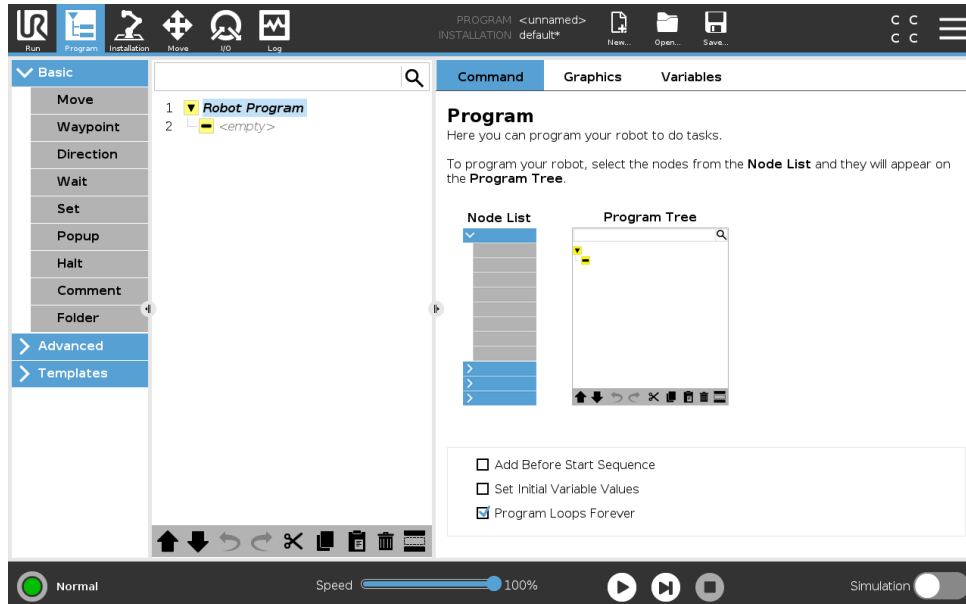 PROGRAM <unnamed>
INSTALLATION default*
UR
Run
Program
Installation
Move
I/O
Log
New...
Open...
Save...
C C
C C
Basic
Move
Waypoint
Direction
Wait
Set
Popup
Halt
Comment
Folder
Advanced
Templates
1 Robot Program
2 <empty>
Command Graphics Variables
Program
Here you can program your robot to do tasks.
To program your robot, select the nodes from the Node List and they will appear on
the Program Tree.
Node List Program Tree
Add Before Start Sequence
Set Initial Variable Values
Program Loops Forever
Normal
Speed 100%
Simulation